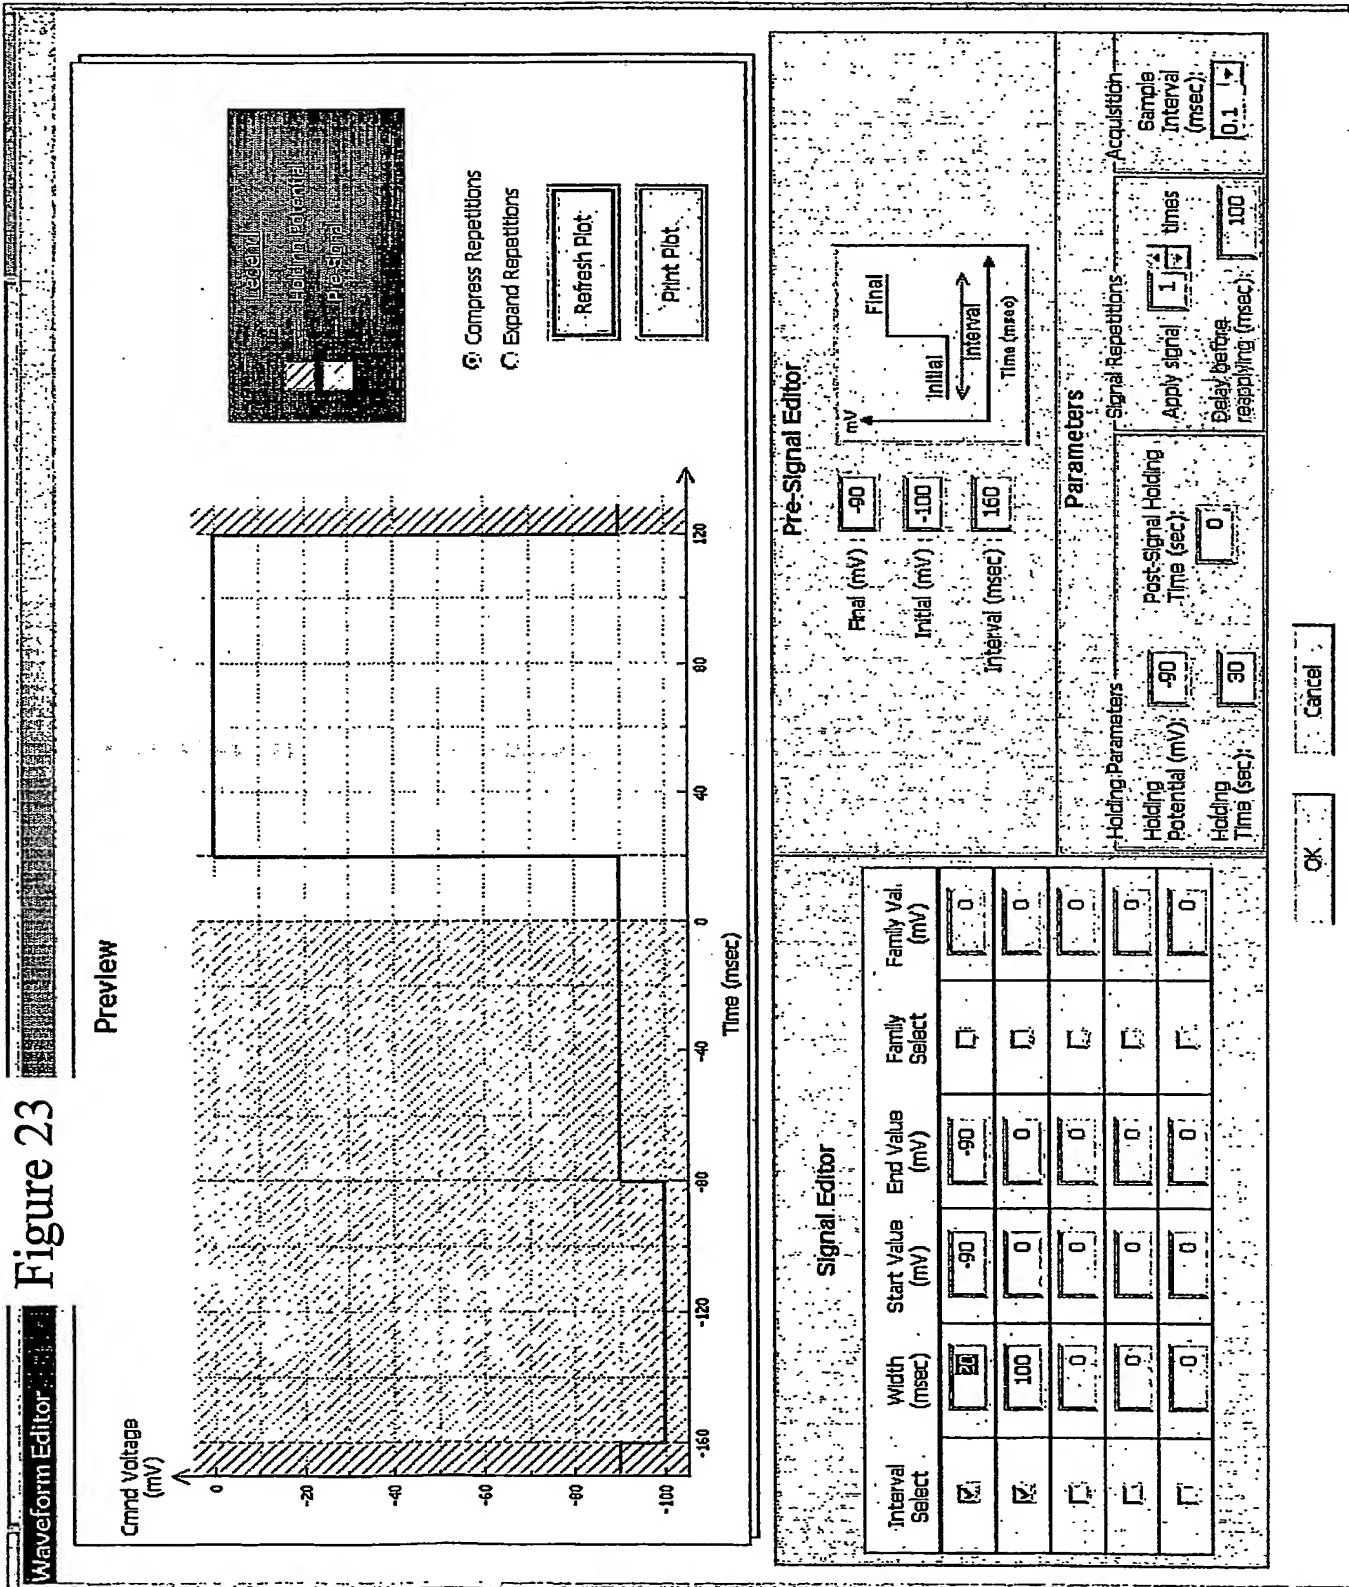 Figure 23
Waveform Editor
Preview
Cmnd Voltage
(mV)
0
-20
-40
-60
-80
-100
-160
-120
-80
-40
0
40
80
120
Time (msec)
Legend
Holding Potential
Pre-signal
Compress Repetitions
Expand Repetitions
Refresh Plot
Print Plot
Signal Editor
Interval Select Width (msec) Start Value (mV) End Value (mV) Family Select Family Val. (mV)
20 -90 -90 0
100 0 0 0
0 0 0 0
0 0 0 0
0 0 0 0
Pre-Signal Editor
Final (mV): -90
Initial (mV): -100
Interval (msec): 160
mV
Initial
Final
Interval
Time (msec)
Parameters
Holding Parameters
Holding
Potential (mV): -90
Holding
Time (sec): 30
Post-Signal Holding
Time (sec):
0
Signal Repetitions
Apply signal 1 times
Delay before
reapplying (msec): 100
Acquisition
Sample
Interval
(msec):
0.1
OK
Cancel